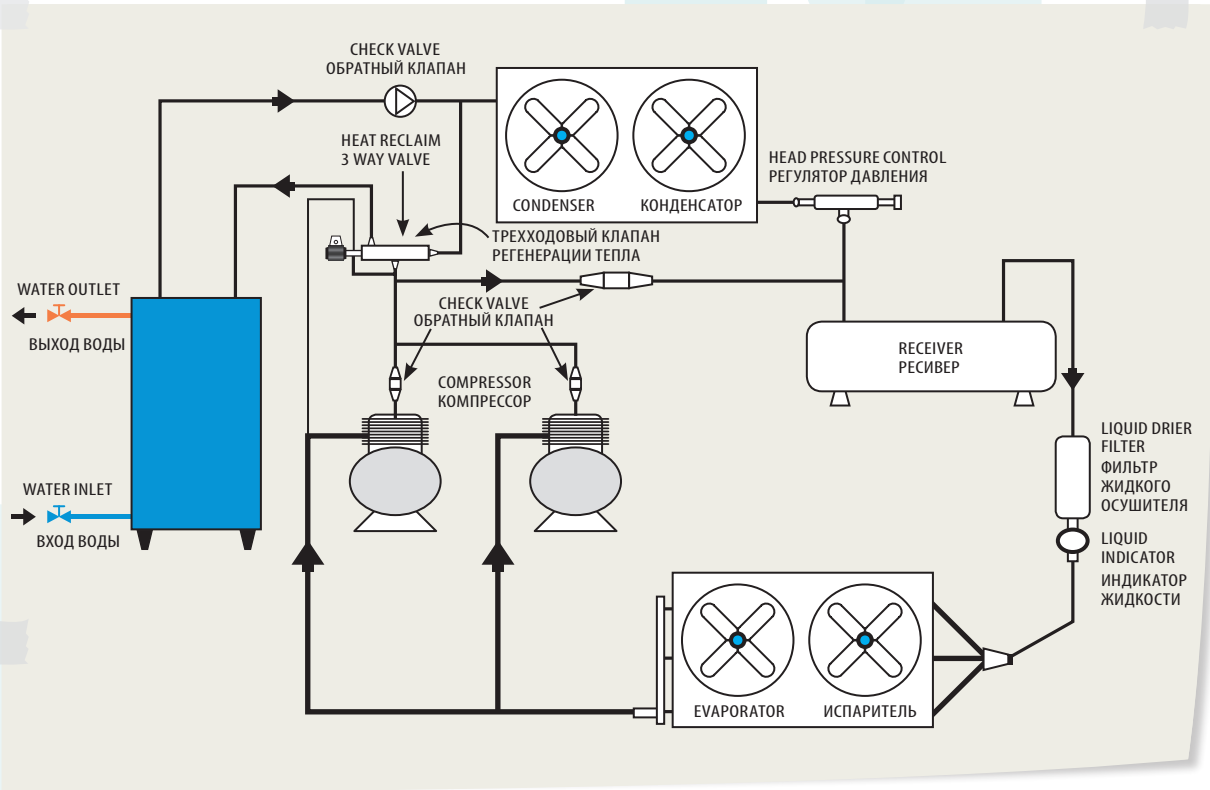 CHECK VALVE
ОБРАТНЫЙ КЛАПАН
HEAT RECLAIM
3 WAY VALVE
CONDENSER
КОНДЕНСАТОР
HEAD PRESSURE CONTROL
РЕГУЛЯТОР ДАВЛЕНИЯ
ТРЕХХОДОВЫЙ КЛАПАН
РЕГЕНЕРАЦИИ ТЕПЛА
WATER OUTLET
ВЫХОД ВОДЫ
CHECK VALVE
ОБРАТНЫЙ КЛАПАН
RECEIVER
РЕСИВЕР
COMPRESSOR
КОМПРЕССОР
LIQUID DRIER
FILTER
ФИЛЬТР
ЖИДКОГО
ОСУШИТЕЛЯ
WATER INLET
ВХОД ВОДЫ
LIQUID
INDICATOR
ИНДИКАТОР
ЖИДКОСТИ
EVAPORATOR
ИСПАРИТЕЛЬ